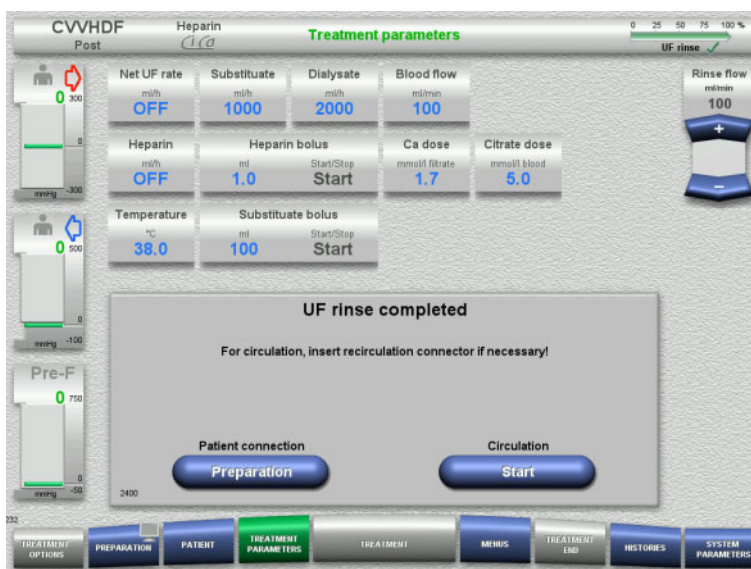 CVVHDF
Post
Heparin
Ci Ca
Treatment parameters
0 25 50 75 100 %
UF rinse
0 300
0
mmHg -300
0 500
0
mmHg -100
Pre-F
0 750
0
mmHg -50
Net UF rate
ml/h
OFF
Substituate
ml/h
1000
Dialysate
ml/h
2000
Blood flow
ml/min
100
Rinse flow
ml/min
100
+
−
Heparin
ml/h
OFF
Heparin bolus
ml Start/Stop
1.0 Start
Ca dose
mmol/l filtrate
1.7
Citrate dose
mmol/l blood
5.0
Temperature
°C
38.0
Substituate bolus
ml Start/Stop
100 Start
UF rinse completed
For circulation, insert recirculation connector if necessary!
Patient connection
Preparation
Circulation
Start
2400
232
TREATMENT
OPTIONS
PREPARATION
PATIENT
TREATMENT
PARAMETERS
TREATMENT
MENUS
TREATMENT
END
HISTORIES
SYSTEM
PARAMETERS